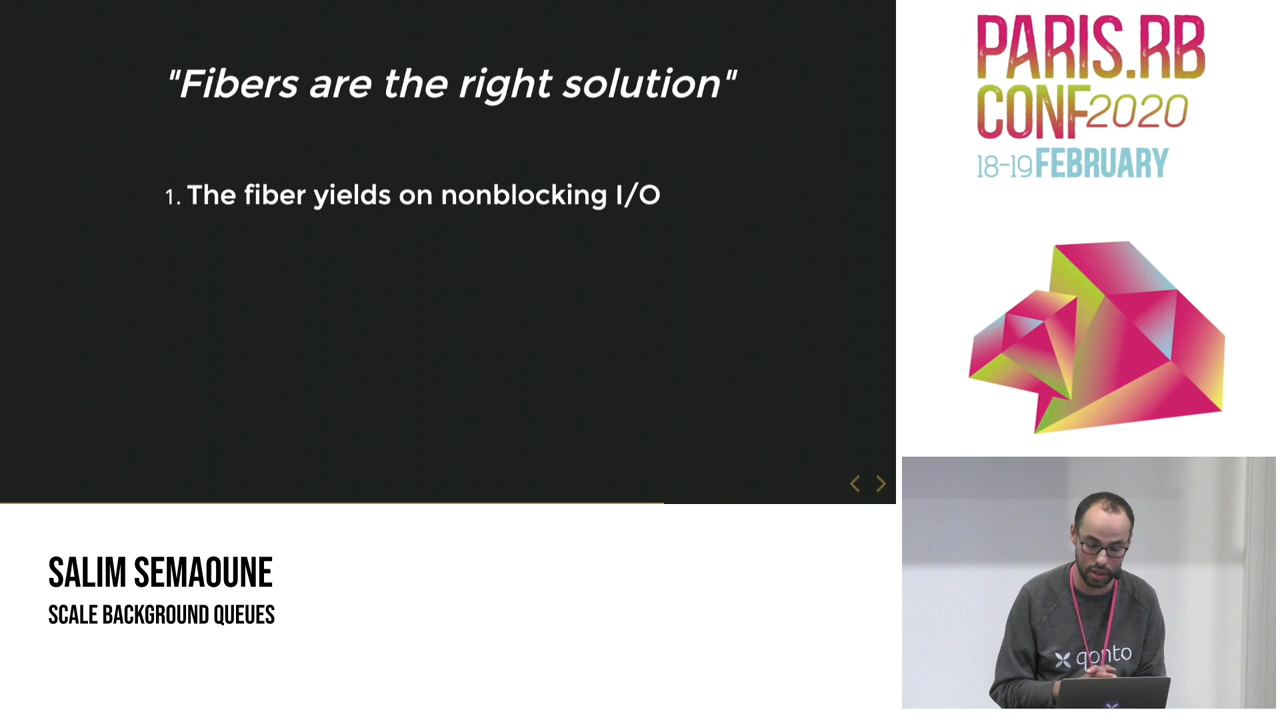 "Fibers are the right solution"
1. The fiber yields on nonblocking I/O
PARIS.RB
CONF2020
18-19 FEBRUARY
SALIM SEMAOUNE
SCALE BACKGROUND QUEUES
qonto